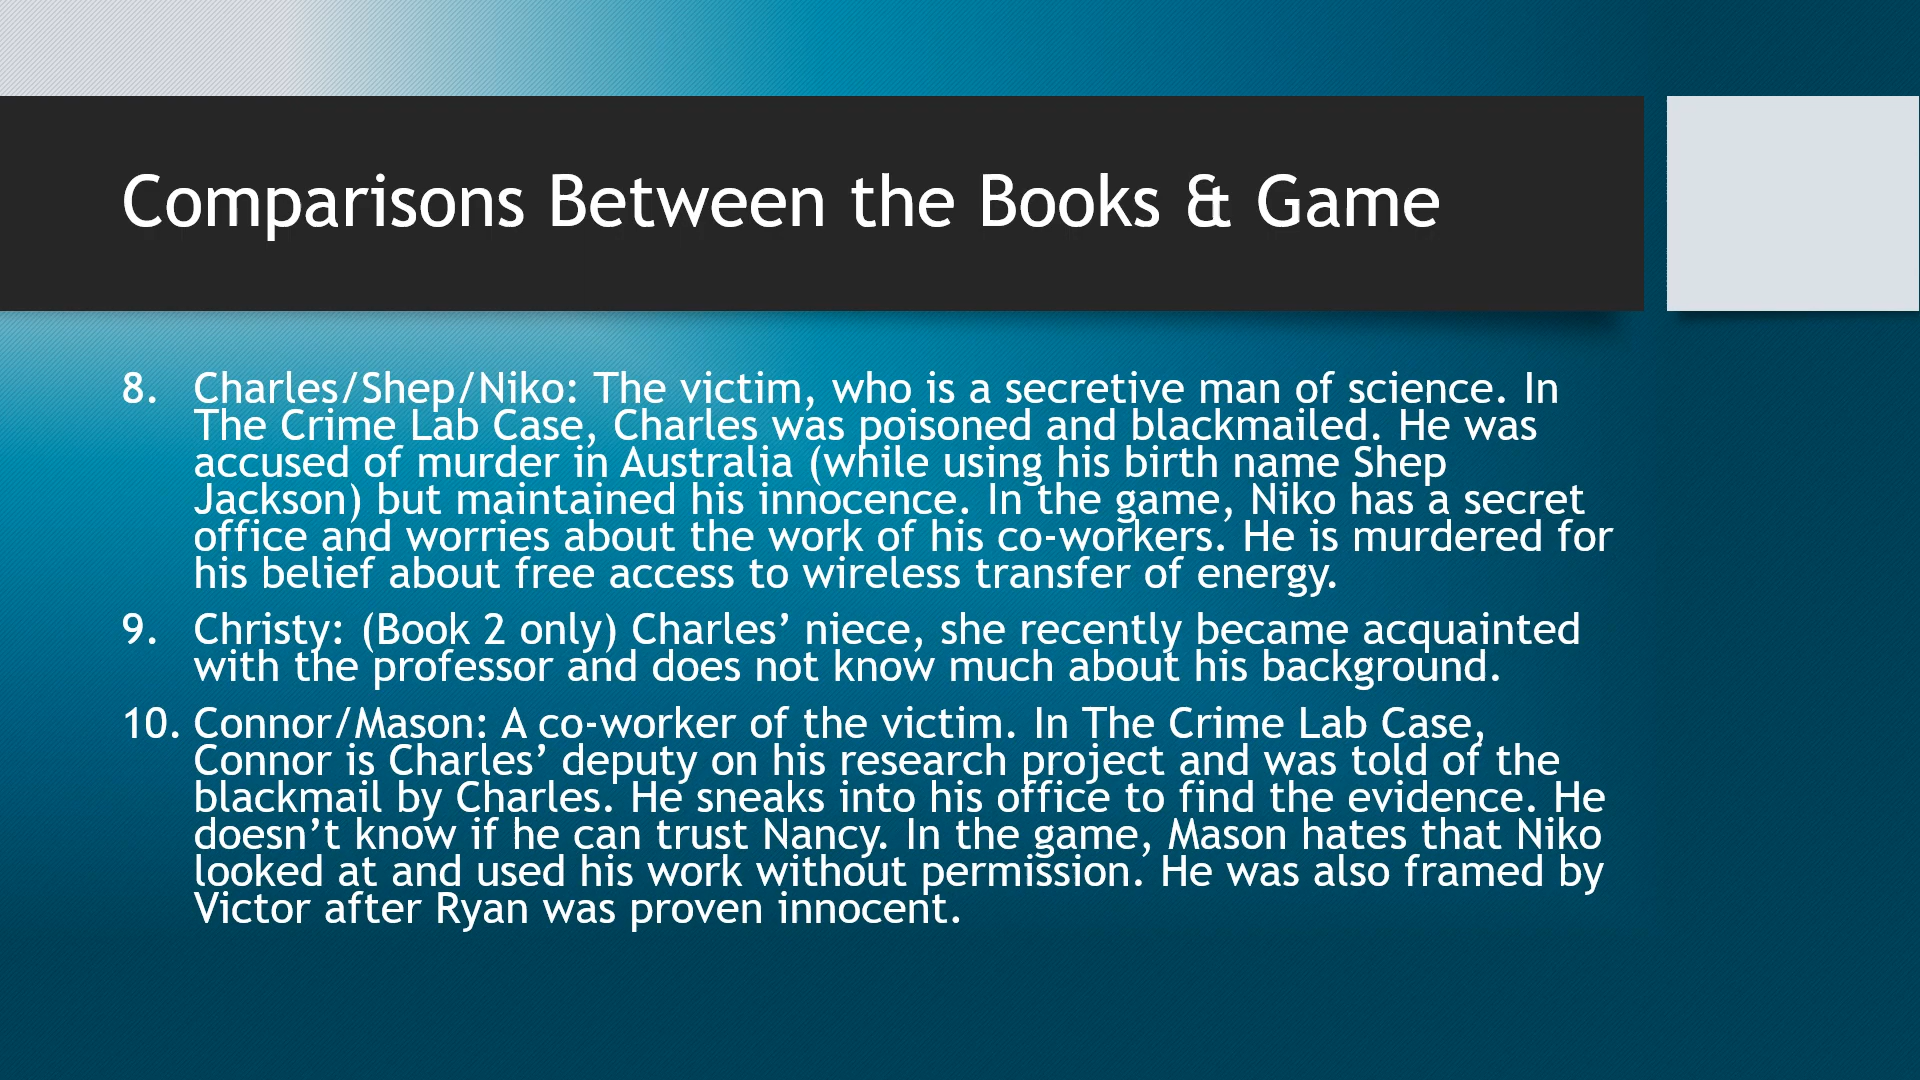 Comparisons Between the Books & Game
8. Charles/Shep/Niko: The victim, who is a secretive man of science. In
The Crime Lab Case, Charles was poisoned and blackmailed. He was
accused of murder in Australia (while using his birth name Shep
Jackson) but maintained his innocence. In the game, Niko has a secret
office and worries about the work of his co-workers. He is murdered for
his belief about free access to wireless transfer of energy.
9. Christy: (Book 2 only) Charles’ niece, she recently became acquainted
with the professor and does not know much about his background.
10. Connor/Mason: A co-worker of the victim. In The Crime Lab Case,
Connor is Charles’ deputy on his research project and was told of the
blackmail by Charles. He sneaks into his office to find the evidence. He
doesn’t know if he can trust Nancy. In the game, Mason hates that Niko
looked at and used his work without permission. He was also framed by
Victor after Ryan was proven innocent.